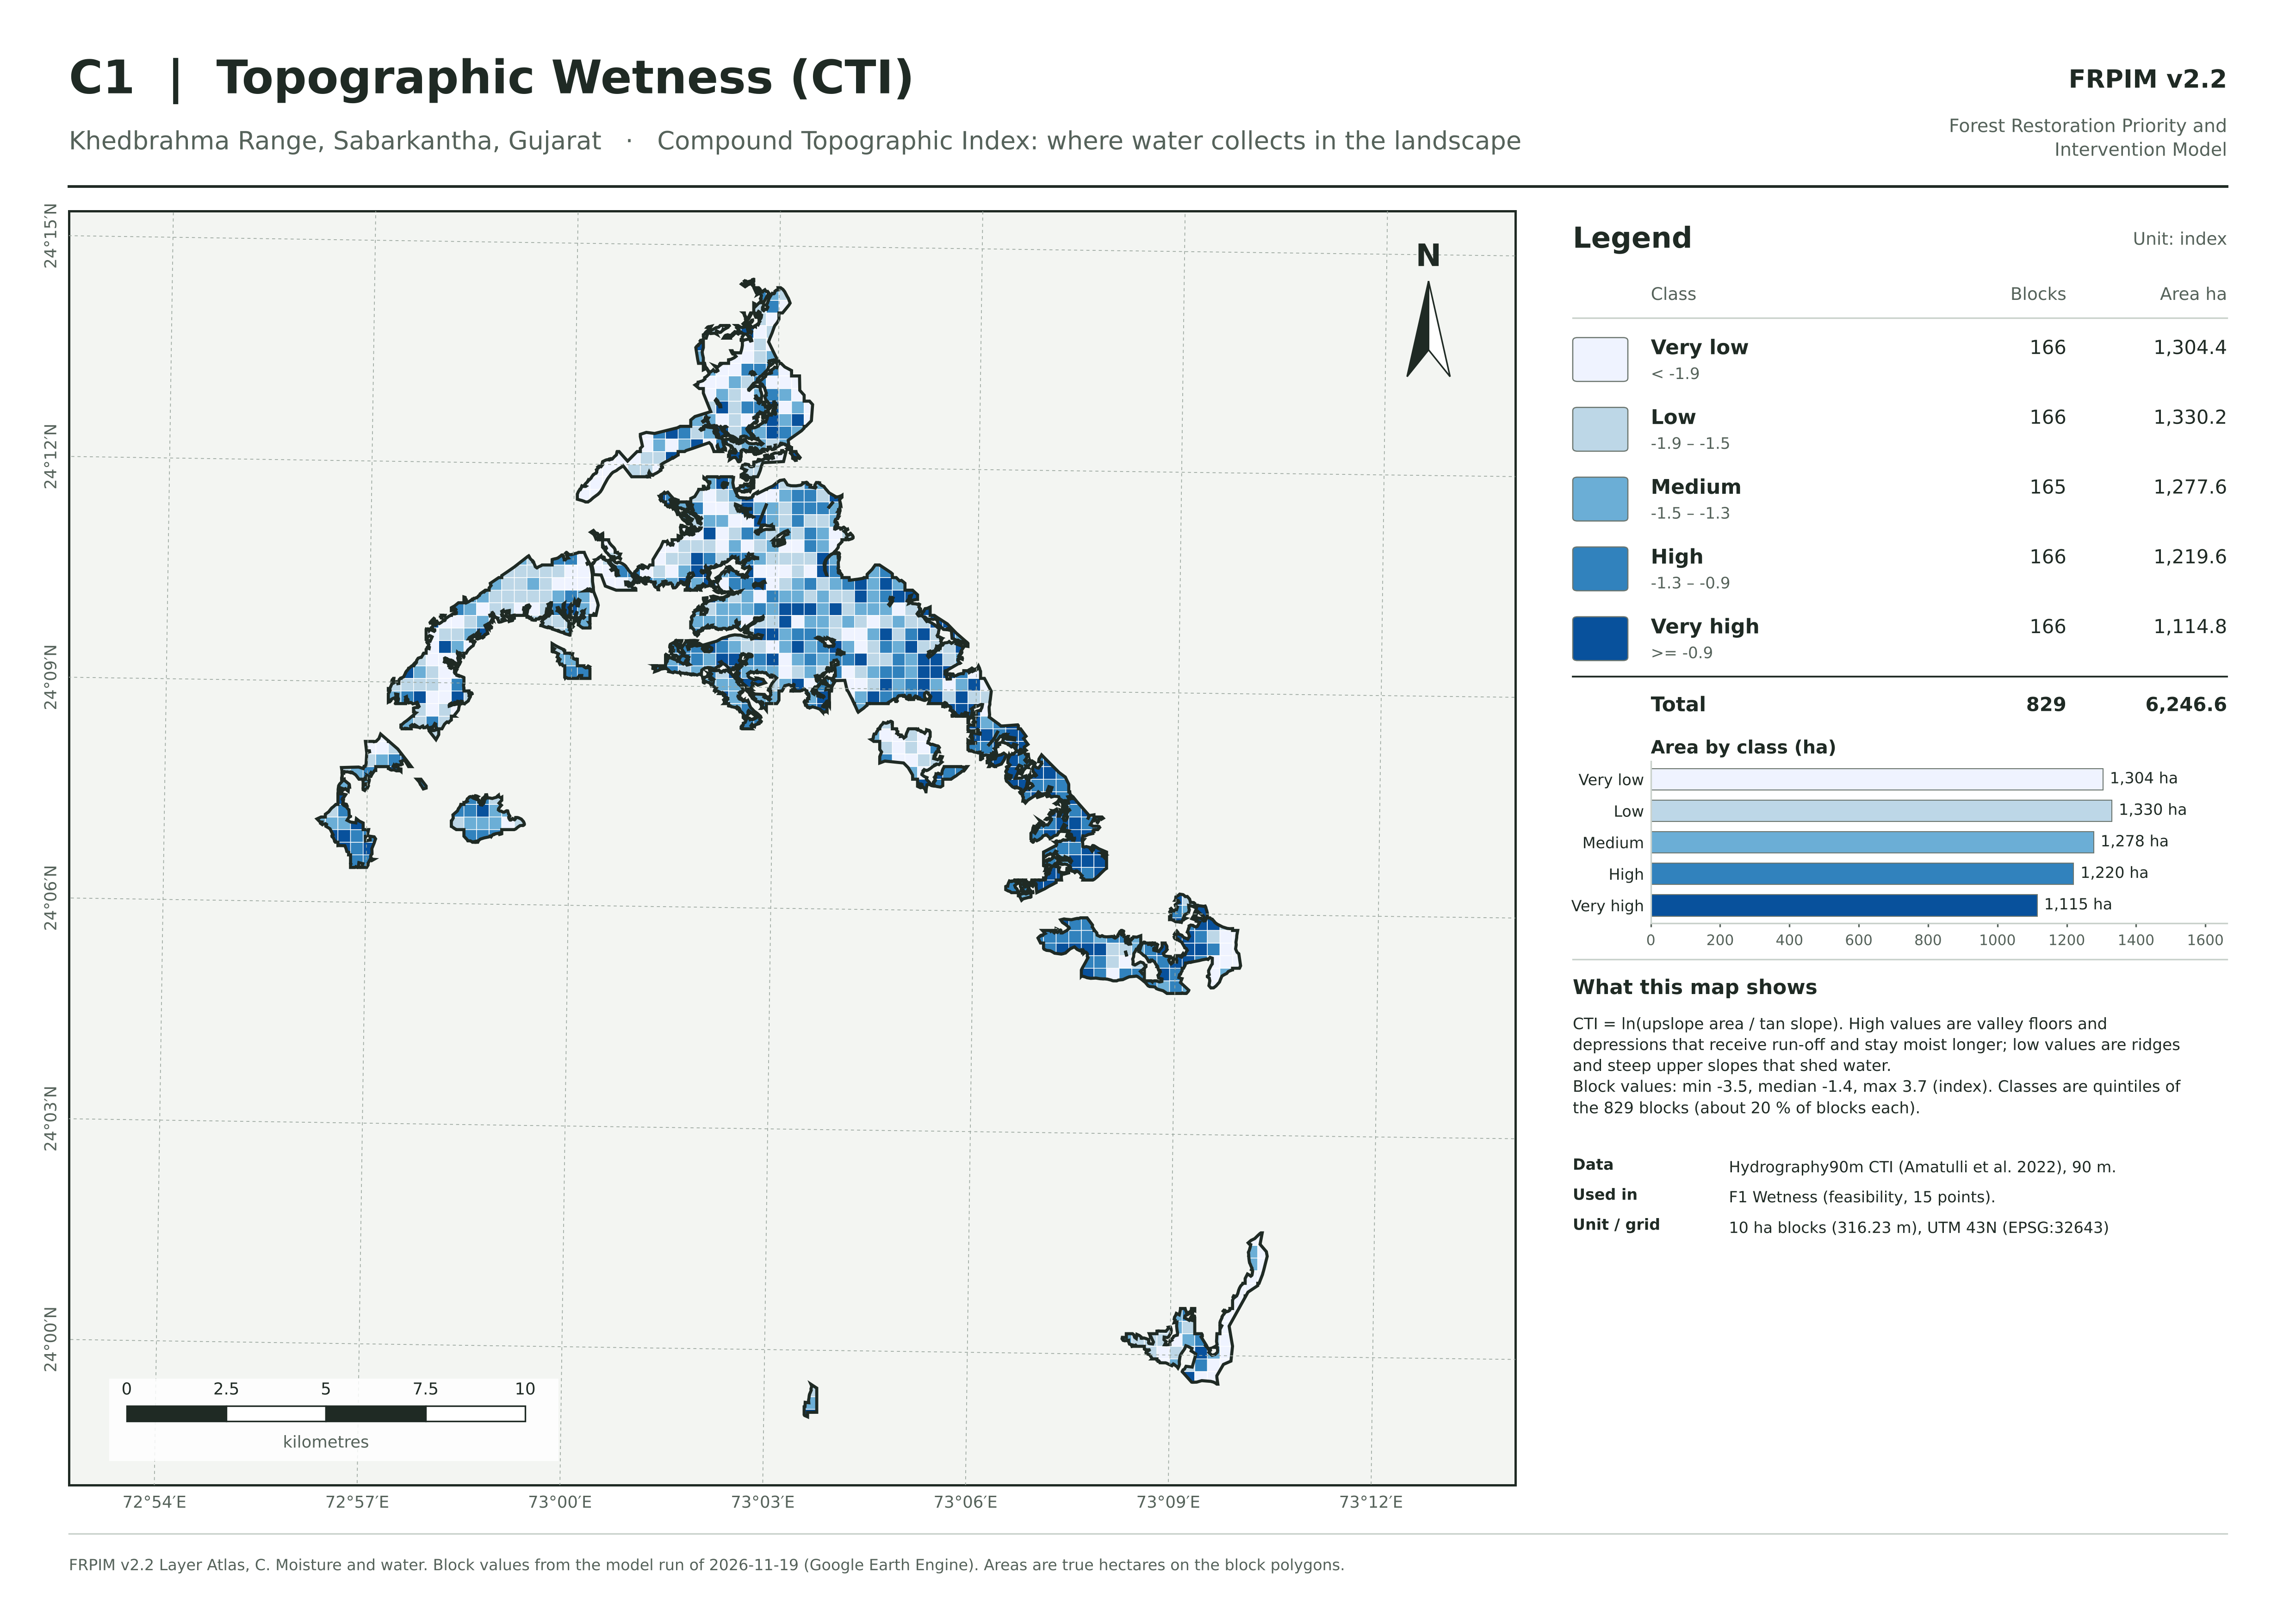 C1 | Topographic Wetness (CTI)
FRPIM v2.2
Khedbrahma Range, Sabarkantha, Gujarat · Compound Topographic Index: where water collects in the landscape
Forest Restoration Priority and
Intervention Model
24°15′N
24°12′N
24°09′N
24°06′N
24°03′N
24°00′N
N
0 2.5 5 7.5 10
kilometres
72°54′E 72°57′E 73°00′E 73°03′E 73°06′E 73°09′E 73°12′E
Legend Unit: index
Class Blocks Area ha
Very low 166 1,304.4
< -1.9
Low 166 1,330.2
-1.9 – -1.5
Medium 165 1,277.6
-1.5 – -1.3
High 166 1,219.6
-1.3 – -0.9
Very high 166 1,114.8
>= -0.9
Total 829 6,246.6
Area by class (ha)
Very low 1,304 ha
Low 1,330 ha
Medium 1,278 ha
High 1,220 ha
Very high 1,115 ha
0 200 400 600 800 1000 1200 1400 1600
What this map shows
CTI = ln(upslope area / tan slope). High values are valley floors and
depressions that receive run-off and stay moist longer; low values are ridges
and steep upper slopes that shed water.
Block values: min -3.5, median -1.4, max 3.7 (index). Classes are quintiles of
the 829 blocks (about 20 % of blocks each).
Data Hydrography90m CTI (Amatulli et al. 2022), 90 m.
Used in F1 Wetness (feasibility, 15 points).
Unit / grid 10 ha blocks (316.23 m), UTM 43N (EPSG:32643)
FRPIM v2.2 Layer Atlas, C. Moisture and water. Block values from the model run of 2026-11-19 (Google Earth Engine). Areas are true hectares on the block polygons.